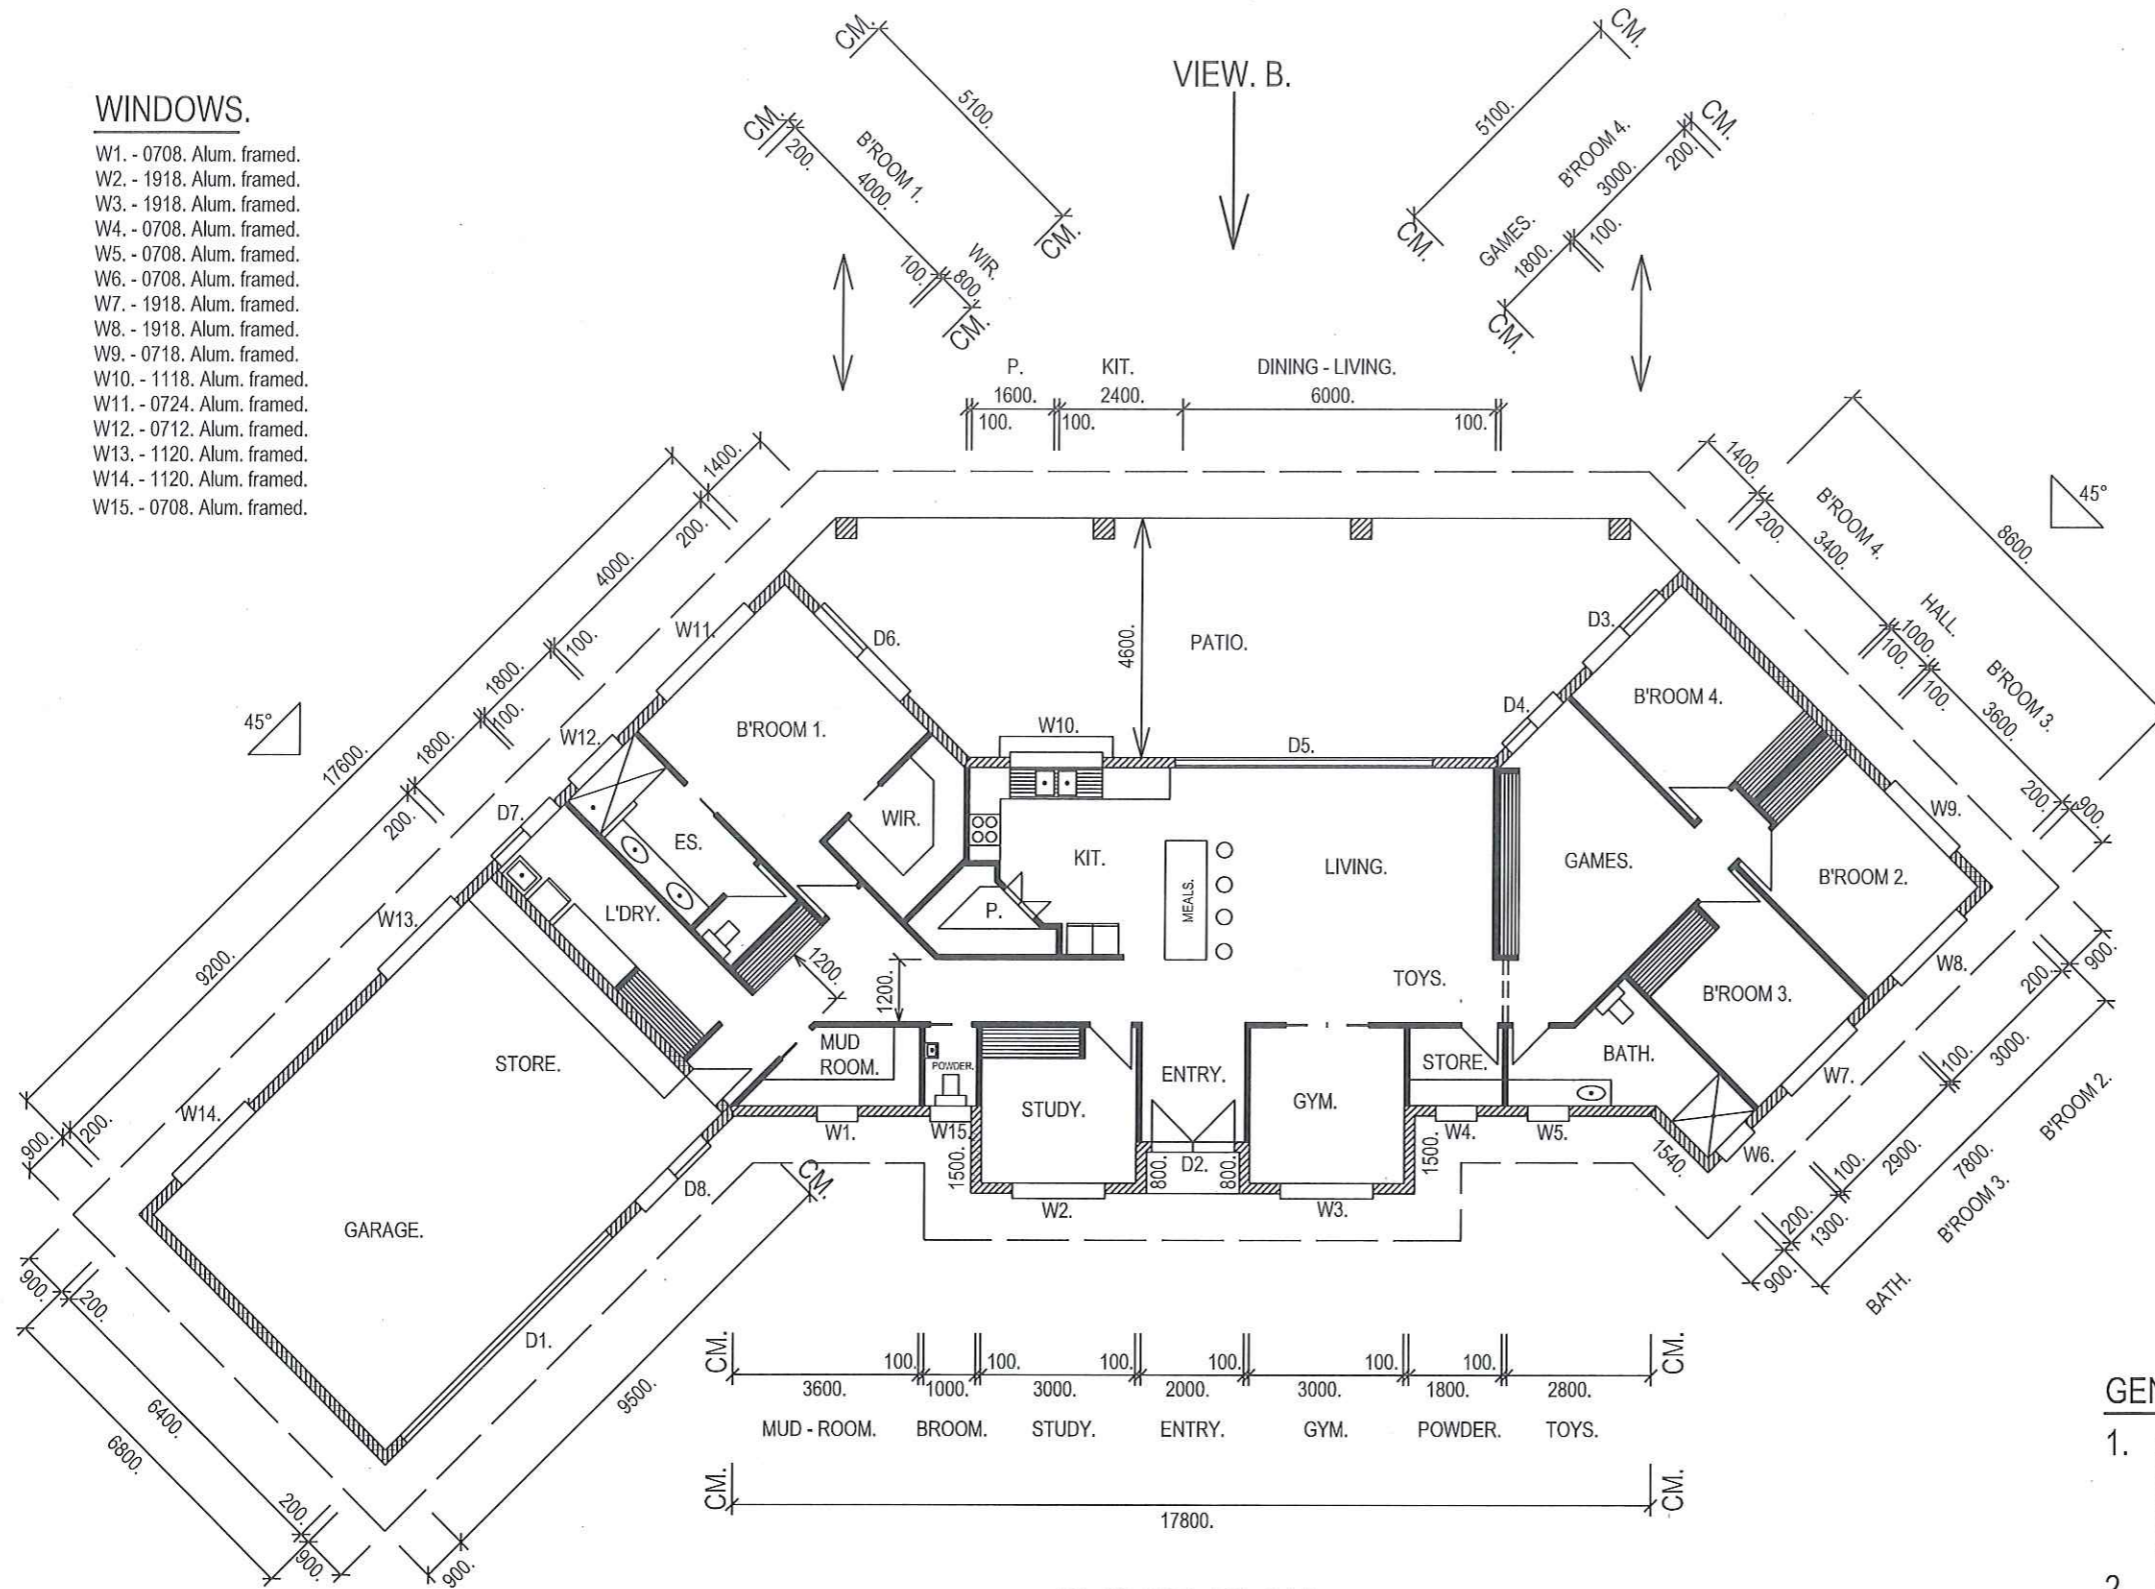 WINDOWS.
W1. - 0708. Alum. framed.
W2. - 1918. Alum. framed.
W3. - 1918. Alum. framed.
W4. - 0708. Alum. framed.
W5. - 0708. Alum. framed.
W6. - 0708. Alum. framed.
W7. - 1918. Alum. framed.
W8. - 1918. Alum. framed.
W9. - 0718. Alum. framed.
W10. - 1118. Alum. framed.
W11. - 0724. Alum. framed.
W12. - 0712. Alum. framed.
W13. - 1120. Alum. framed.
W14. - 1120. Alum. framed.
W15. - 0708. Alum. framed.
VIEW. B.
CM.
5100.
CM.
CM.
200.
B'ROOM 1.
4000.
100.
WIR.
800.
CM.
CM.
5100.
CM.
CM.
200.
B'ROOM 4.
3000.
100.
GAMES.
1800.
CM.
P.
KIT.
DINING - LIVING.
1600.
2400.
6000.
100.
100.
100.
45°
17600.
1400.
200.
4000.
100.
1800.
100.
1800.
200.
9200.
200.
900.
45°
1400.
200.
B'ROOM 4.
3400.
100.
HALL.
1000.
100.
B'ROOM 3.
3600.
200.
900.
8600.
W11.
D6.
W12.
D7.
W13.
W14.
B'ROOM 1.
ES.
WIR.
L'DRY.
P.
KIT.
W10.
4600.
PATIO.
D5.
D3.
D4.
MEALS.
LIVING.
TOYS.
B'ROOM 4.
GAMES.
B'ROOM 2.
B'ROOM 3.
W9.
W8.
W7.
W6.
1200.
1200.
STORE.
GARAGE.
MUD
ROOM.
POWDER.
STUDY.
ENTRY.
GYM.
STORE.
BATH.
W1.
W15.
1500.
W2.
800.
D2.
800.
W3.
1500.
W4.
W5.
1540.
D8.
D1.
CM.
9500.
900.
900.
200.
6400.
6800.
200.
900.
900.
200.
100.
3000.
B'ROOM 2.
100.
2900.
7800.
B'ROOM 3.
200.
1300.
900.
BATH.
CM.
100.
100.
100.
100.
100.
100.
CM.
3600.
1000.
3000.
2000.
3000.
1800.
2800.
MUD - ROOM.
BROOM.
STUDY.
ENTRY.
GYM.
POWDER.
TOYS.
CM.
17800.
CM.
GEN
1.